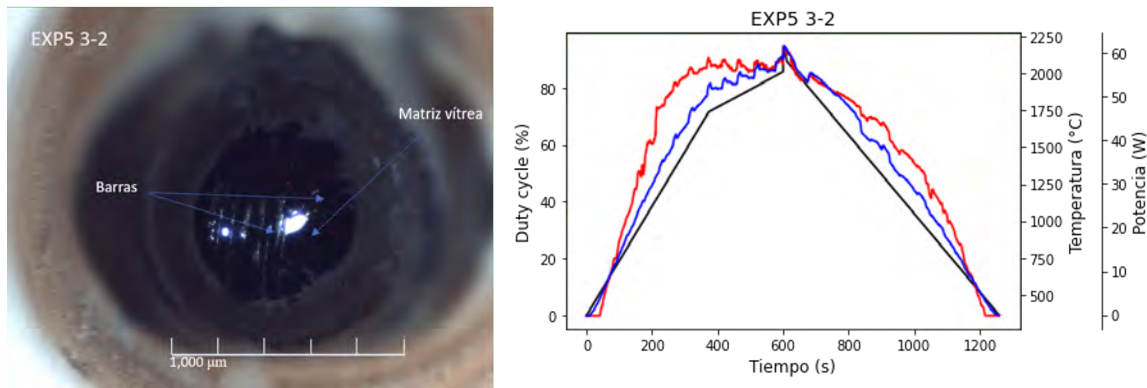 EXP5 3-2
Matriz vítrea
Barras
1,000 μm
EXP5 3-2
Duty cycle (%)
80
60
40
20
0
0 200 400 600 800 1000 1200
Tiempo (s)
2250
2000
1750
1500
1250
1000
750
500
Temperatura (°C)
60
50
40
30
20
10
0
Potencia (W)